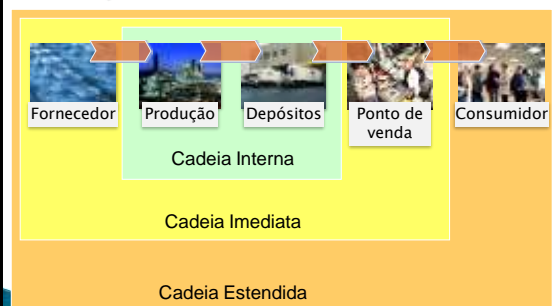 Fornecedor
Produção
Depósitos
Ponto de
venda
Consumidor
Cadeia Interna
Cadeia Imediata
Cadeia Estendida